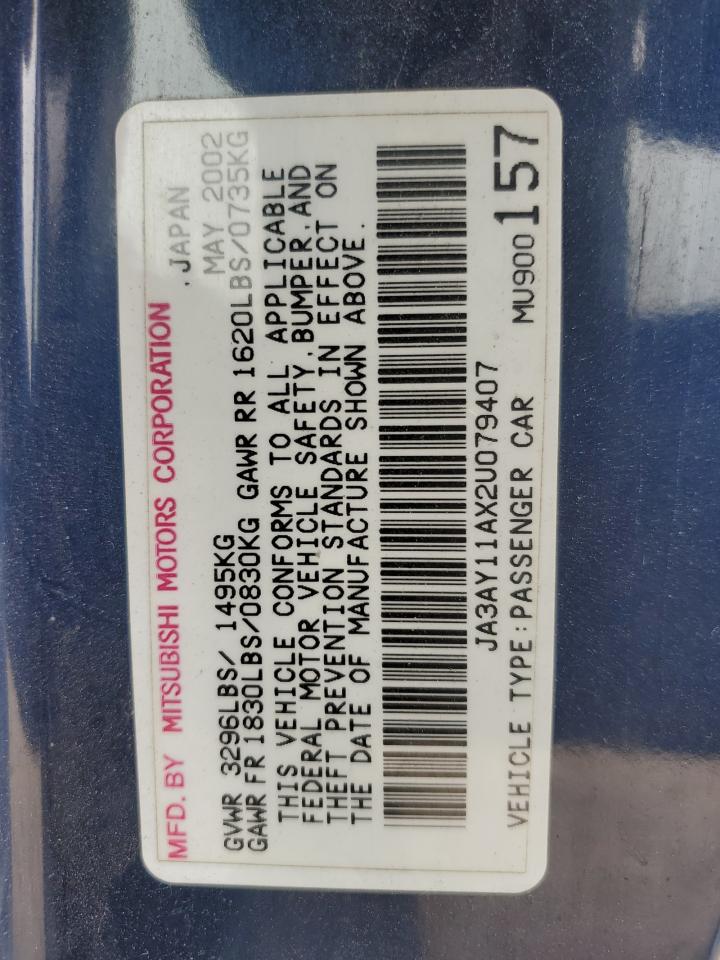 MFD. BY MITSUBISHI MOTORS CORPORATION .JAPAN
MAY 2002
GVWR 3296LBS/ 1495KG
GAWR FR 1830LBS/0830KG GAWR RR 1620LBS/0735KG
THIS VEHICLE CONFORMS TO ALL APPLICABLE
FEDERAL MOTOR VEHICLE SAFETY,BUMPER,AND
THEFT PREVENTION STANDARDS IN EFFECT ON
THE DATE OF MANUFACTURE SHOWN ABOVE.
JA3AY11AX2U079407
VEHICLE TYPE:PASSENGER CAR MU900157